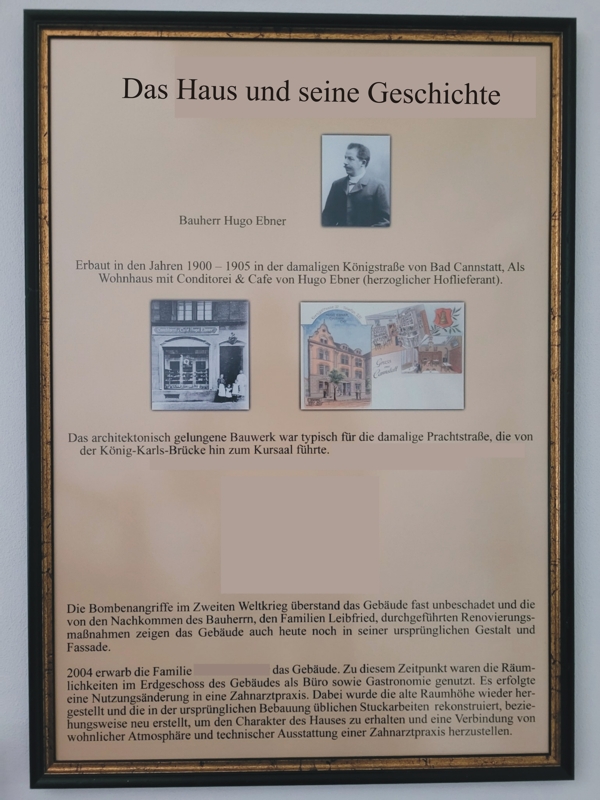 Das Haus und seine Geschichte
Bauherr Hugo Ebner
Erbaut in den Jahren 1900 – 1905 in der damaligen Königstraße von Bad Cannstatt, Als
Wohnhaus mit Conditorei & Cafe von Hugo Ebner (herzoglicher Hoflieferant).
Das architektonisch gelungene Bauwerk war typisch für die damalige Prachtstraße, die von
der König-Karls-Brücke hin zum Kursaal führte.
Die Bombenangriffe im Zweiten Weltkrieg überstand das Gebäude fast unbeschadet und die
von den Nachkommen des Bauherrn, den Familien Leibfried, durchgeführten Renovierungs-
maßnahmen zeigen das Gebäude auch heute noch in seiner ursprünglichen Gestalt und
Fassade.
2004 erwarb die Familie das Gebäude. Zu diesem Zeitpunkt waren die Räum-
lichkeiten im Erdgeschoss des Gebäudes als Büro sowie Gastronomie genutzt. Es erfolgte
eine Nutzungsänderung in eine Zahnarztpraxis. Dabei wurde die alte Raumhöhe wieder her-
gestellt und die in der ursprünglichen Bebauung üblichen Stuckarbeiten rekonstruiert, bezie-
hungsweise neu erstellt, um den Charakter des Hauses zu erhalten und eine Verbindung von
wohnlicher Atmosphäre und technischer Ausstattung einer Zahnarztpraxis herzustellen.